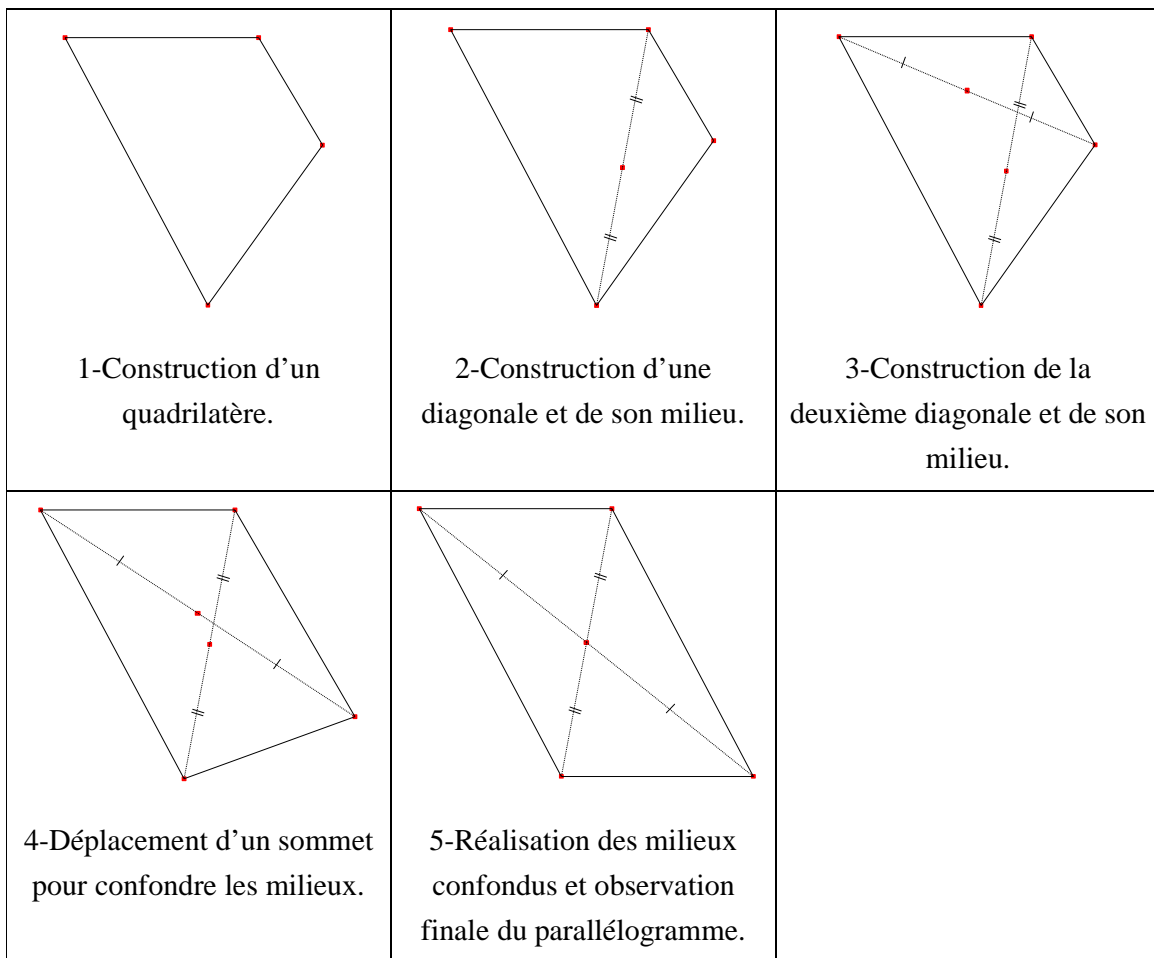 1-Construction d’un
quadrilatère.
2-Construction d’une
diagonale et de son milieu.
3-Construction de la
deuxième diagonale et de son
milieu.
4-Déplacement d’un sommet
pour confondre les milieux.
5-Réalisation des milieux
confondus et observation
finale du parallélogramme.